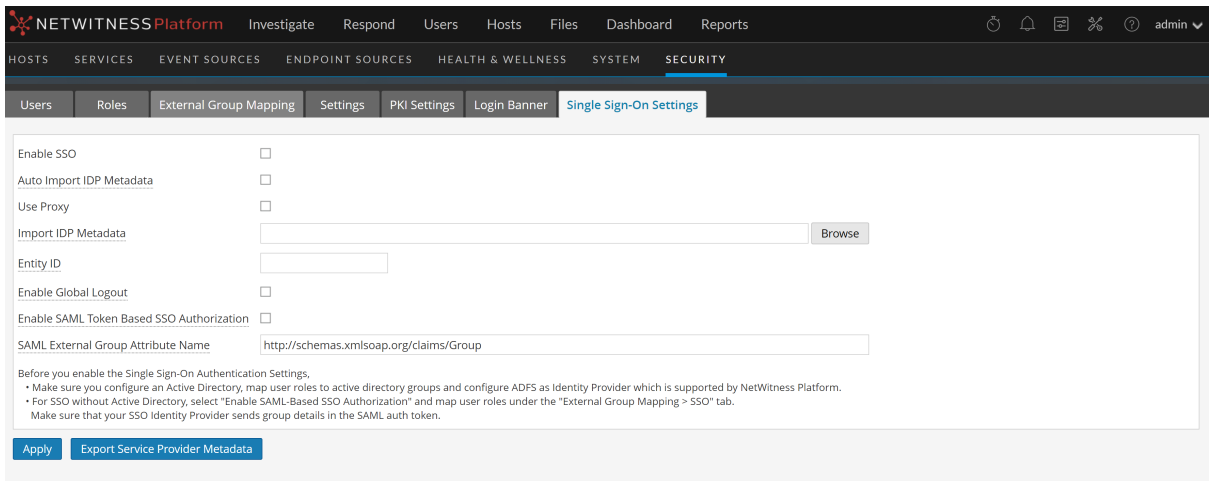 NETWITNESS Platform Investigate Respond Users Hosts Files Dashboard Reports admin
HOSTS SERVICES EVENT SOURCES ENDPOINT SOURCES HEALTH & WELLNESS SYSTEM SECURITY
Users Roles External Group Mapping Settings PKI Settings Login Banner Single Sign-On Settings
Enable SSO
Auto Import IDP Metadata
Use Proxy
Import IDP Metadata Browse
Entity ID
Enable Global Logout
Enable SAML Token Based SSO Authorization
SAML External Group Attribute Name http://schemas.xmlsoap.org/claims/Group
Before you enable the Single Sign-On Authentication Settings,
• Make sure you configure an Active Directory, map user roles to active directory groups and configure ADFS as Identity Provider which is supported by NetWitness Platform.
• For SSO without Active Directory, select "Enable SAML-Based SSO Authorization" and map user roles under the "External Group Mapping > SSO" tab.
Make sure that your SSO Identity Provider sends group details in the SAML auth token.
Apply Export Service Provider Metadata